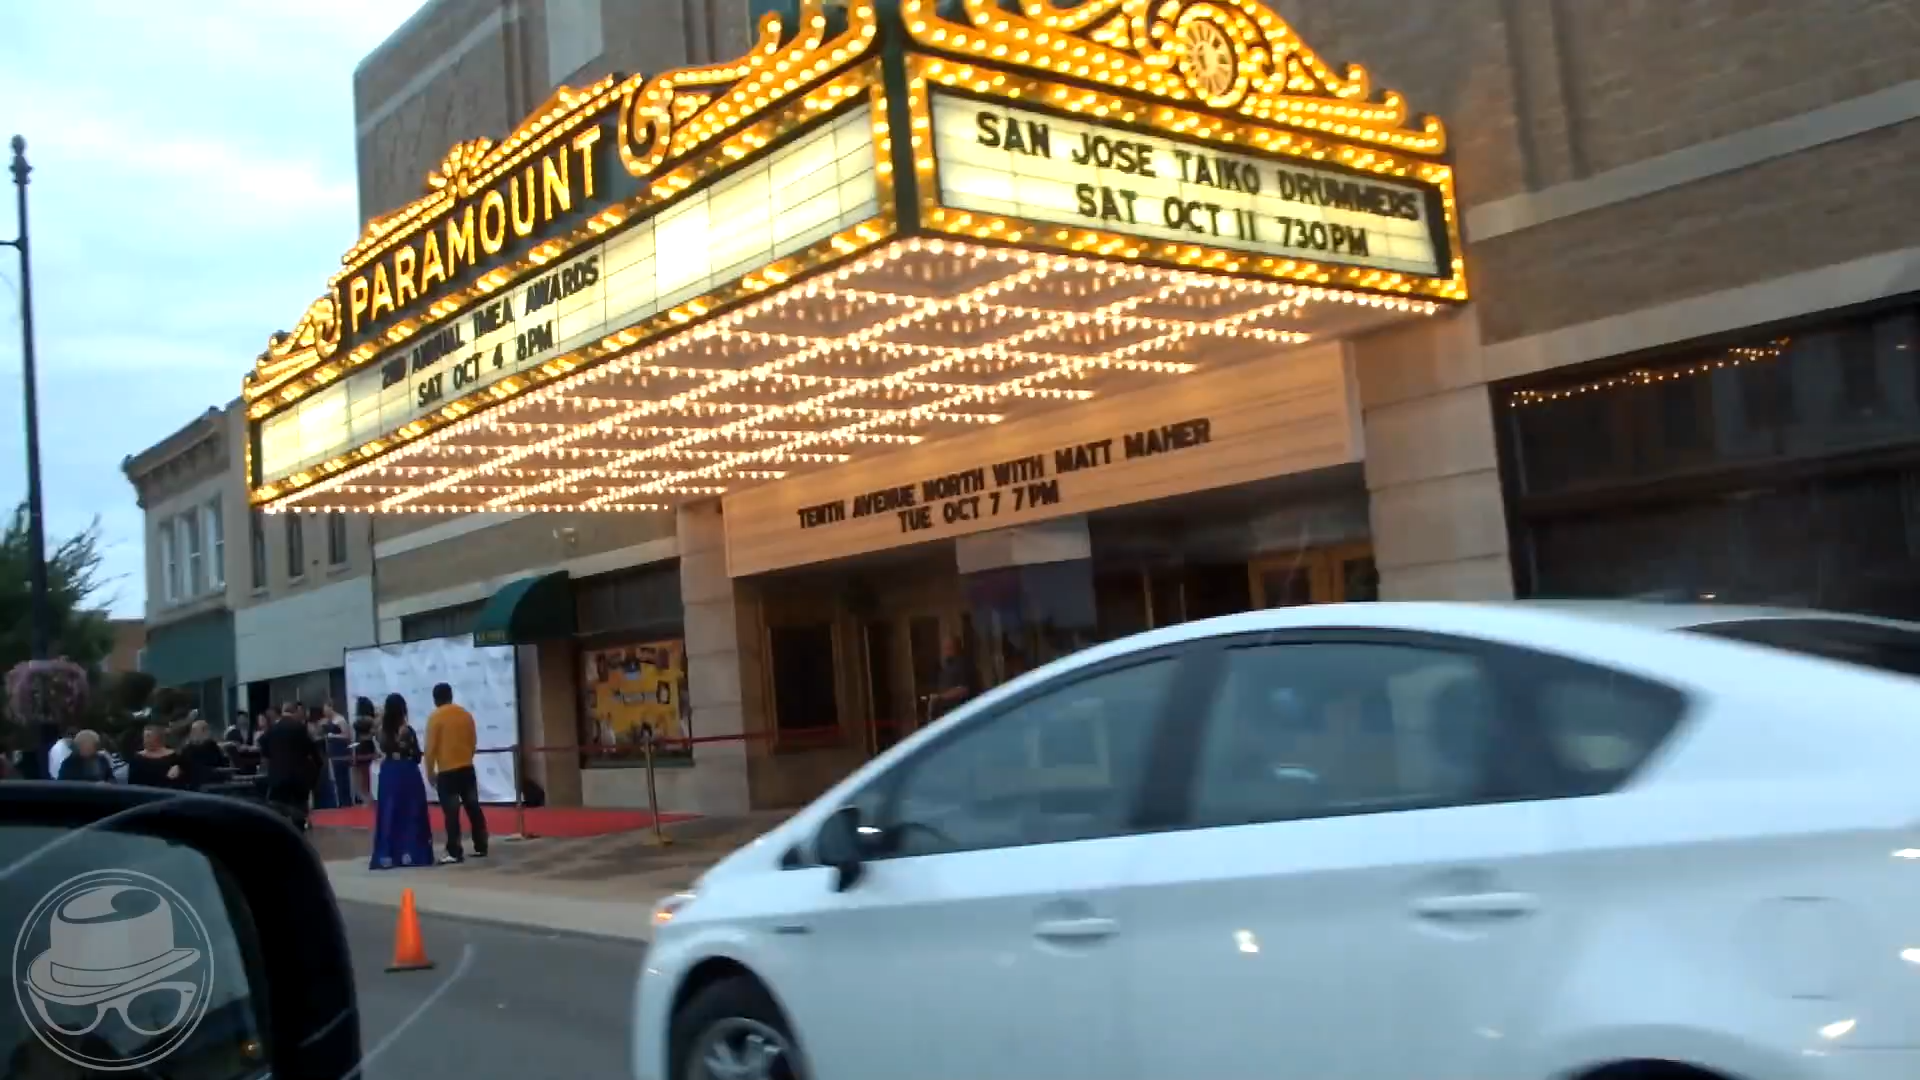 PARAMOUNT
2ND ANNUAL IMEA AWARDS
SAT OCT 4 8PM
SAN JOSE TAIKO DRUMMERS
SAT OCT 11 730PM
TENTH AVENUE NORTH WITH MATT MAHER
TUE OCT 7 7PM